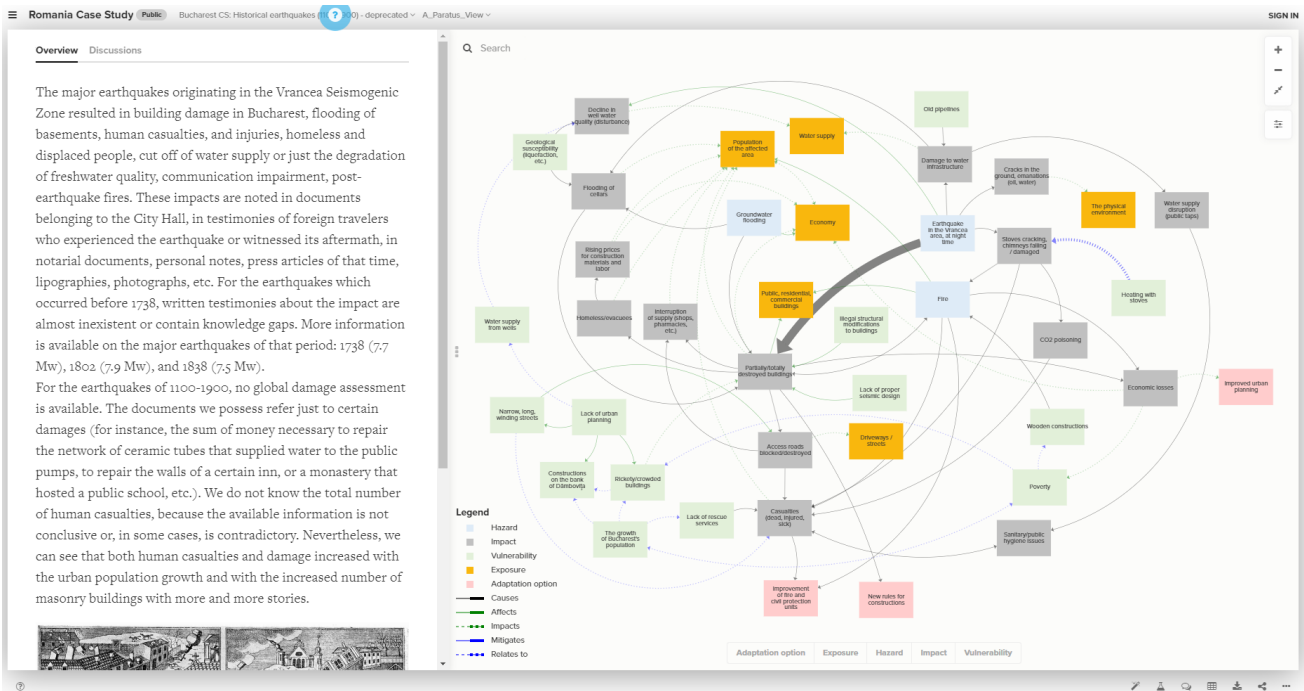 Romania Case Study Public Bucharest CS: Historical earthquakes ( 00) - deprecated A_Paratus_View SIGN IN
?
Overview Discussions
Search
The major earthquakes originating in the Vrancea Seismogenic
Zone resulted in building damage in Bucharest, flooding of
basements, human casualties, and injuries, homeless and
displaced people, cut off of water supply or just the degradation
of freshwater quality, communication impairment, post-
earthquake fires. These impacts are noted in documents
belonging to the City Hall, in testimonies of foreign travelers
who experienced the earthquake or witnessed its aftermath, in
notarial documents, personal notes, press articles of that time,
lipographies, photographs, etc. For the earthquakes which
occurred before 1738, written testimonies about the impact are
almost inexistent or contain knowledge gaps. More information
is available on the major earthquakes of that period: 1738 (7.7
Mw), 1802 (7.9 Mw), and 1838 (7.5 Mw).
For the earthquakes of 1100-1900, no global damage assessment
is available. The documents we possess refer just to certain
damages (for instance, the sum of money necessary to repair
the network of ceramic tubes that supplied water to the public
pumps, to repair the walls of a certain inn, or a monastery that
hosted a public school, etc.). We do not know the total number
of human casualties, because the available information is not
conclusive or, in some cases, is contradictory. Nevertheless, we
can see that both human casualties and damage increased with
the urban population growth and with the increased number of
masonry buildings with more and more stories.
Decline in
well water
quality (disturbance)
Old pipelines
Geological
susceptibility
(liquefaction,
etc.)
Population
of the affected
area
Water supply
Damage to water
infrastructure
Cracks in the
ground, emanations
(oil, water)
Flooding of
cellars
Groundwater
flooding
Economy
Earthquake
in the Vrancea
area, at night
time
The physical
environment
Water supply
disruption
(public taps)
Rising prices
for construction
materials and
labor
Stoves cracking,
chimneys falling
/ damaged
Public, residential,
commercial
buildings
Fire
Heating with
stoves
Water supply
from wells
Homeless/evacuees
Interruption
of supply (shops,
pharmacies,
etc.)
Illegal structural
modifications
to buildings
CO2 poisoning
Partially/totally
destroyed buildings
Lack of proper
seismic design
Economic losses
Improved urban
planning
Narrow, long,
winding streets
Lack of urban
planning
Access roads
blocked/destroyed
Driveways /
streets
Wooden constructions
Constructions
on the bank
of Dâmbovița
Rickety/crowded
buildings
Poverty
The growth
of Bucharest's
population
Lack of rescue
services
Casualties
(dead, injured,
sick)
Sanitary/public
hygiene issues
Improvement
of fire and
civil protection
units
New rules for
constructions
Legend
Hazard
Impact
Vulnerability
Exposure
Adaptation option
Causes
Affects
Impacts
Mitigates
Relates to
Adaptation option Exposure Hazard Impact Vulnerability